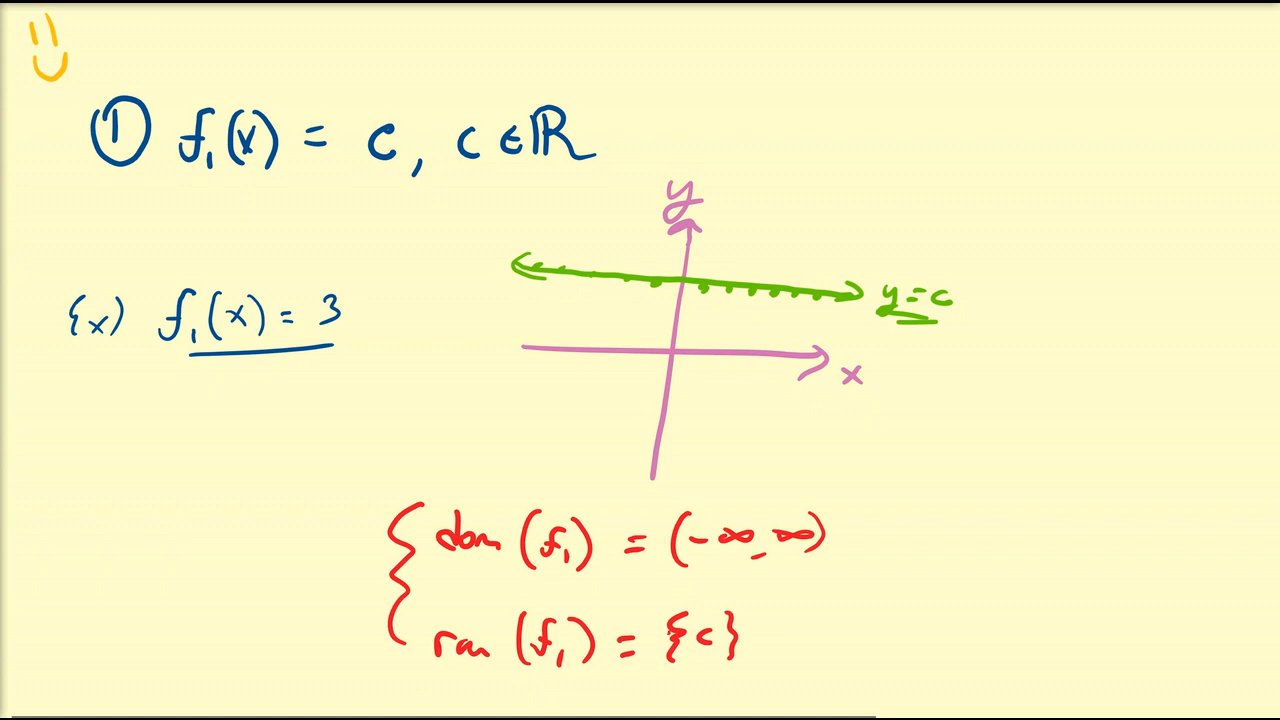 ① f₁(x) = c, c ∈ ℝ
y
y = c
(x) f₁(x) = 3
x
dom (f₁) = (-∞, ∞)
ran (f₁) = {c}